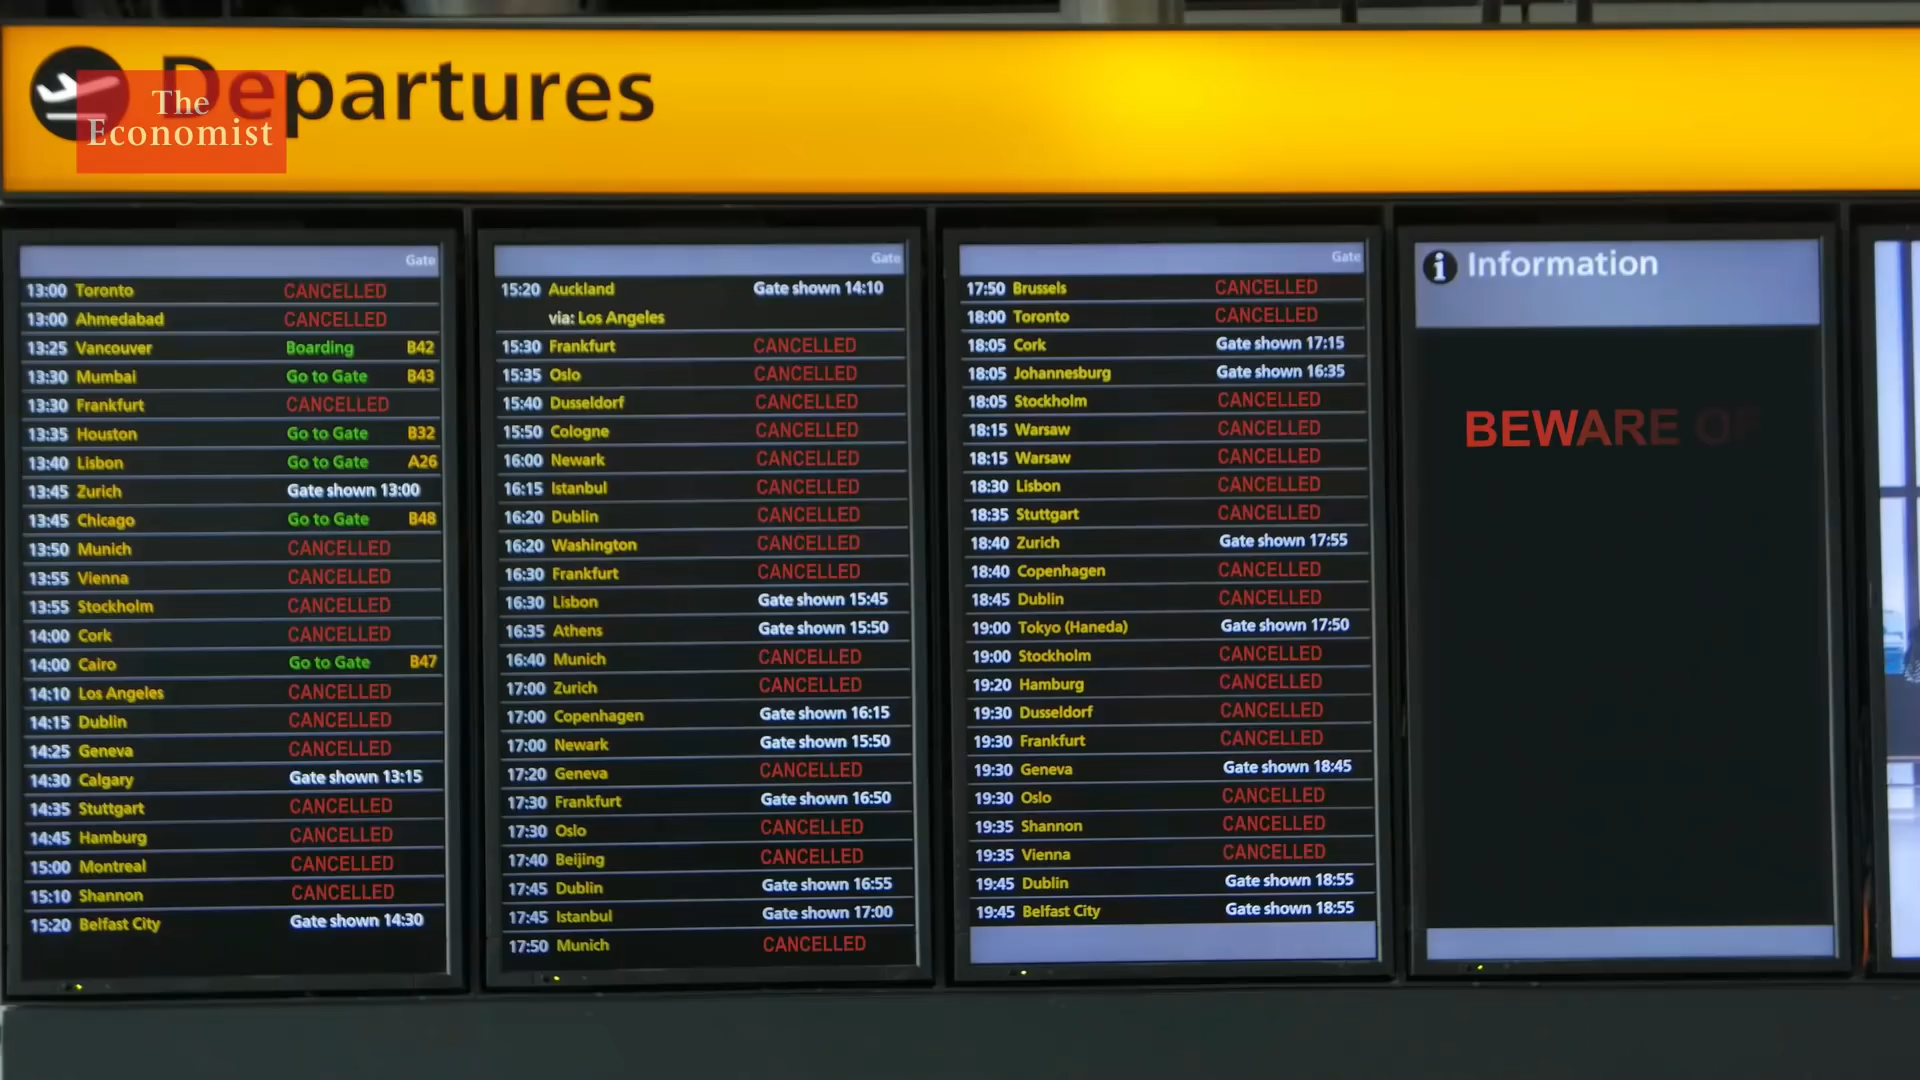 Departures
The
Economist
Gate
13:00 Toronto CANCELLED
13:00 Ahmedabad CANCELLED
13:25 Vancouver Boarding B42
13:30 Mumbai Go to Gate B43
13:30 Frankfurt CANCELLED
13:35 Houston Go to Gate B32
13:40 Lisbon Go to Gate A26
13:45 Zurich Gate shown 13:00
13:45 Chicago Go to Gate B48
13:50 Munich CANCELLED
13:55 Vienna CANCELLED
13:55 Stockholm CANCELLED
14:00 Cork CANCELLED
14:00 Cairo Go to Gate B47
14:10 Los Angeles CANCELLED
14:15 Dublin CANCELLED
14:25 Geneva CANCELLED
14:30 Calgary Gate shown 13:15
14:35 Stuttgart CANCELLED
14:45 Hamburg CANCELLED
15:00 Montreal CANCELLED
15:10 Shannon CANCELLED
15:20 Belfast City Gate shown 14:30
Gate
15:20 Auckland Gate shown 14:10
via: Los Angeles
15:30 Frankfurt CANCELLED
15:35 Oslo CANCELLED
15:40 Dusseldorf CANCELLED
15:50 Cologne CANCELLED
16:00 Newark CANCELLED
16:15 Istanbul CANCELLED
16:20 Dublin CANCELLED
16:20 Washington CANCELLED
16:30 Frankfurt CANCELLED
16:30 Lisbon Gate shown 15:45
16:35 Athens Gate shown 15:50
16:40 Munich CANCELLED
17:00 Zurich CANCELLED
17:00 Copenhagen Gate shown 16:15
17:00 Newark Gate shown 15:50
17:20 Geneva CANCELLED
17:30 Frankfurt Gate shown 16:50
17:30 Oslo CANCELLED
17:40 Beijing CANCELLED
17:45 Dublin Gate shown 16:55
17:45 Istanbul Gate shown 17:00
17:50 Munich CANCELLED
Gate
17:50 Brussels CANCELLED
18:00 Toronto CANCELLED
18:05 Cork Gate shown 17:15
18:05 Johannesburg Gate shown 16:35
18:05 Stockholm CANCELLED
18:15 Warsaw CANCELLED
18:15 Warsaw CANCELLED
18:30 Lisbon CANCELLED
18:35 Stuttgart CANCELLED
18:40 Zurich Gate shown 17:55
18:40 Copenhagen CANCELLED
18:45 Dublin CANCELLED
19:00 Tokyo (Haneda) Gate shown 17:50
19:00 Stockholm CANCELLED
19:20 Hamburg CANCELLED
19:30 Dusseldorf CANCELLED
19:30 Frankfurt CANCELLED
19:30 Geneva Gate shown 18:45
19:30 Oslo CANCELLED
19:35 Shannon CANCELLED
19:35 Vienna CANCELLED
19:45 Dublin Gate shown 18:55
19:45 Belfast City Gate shown 18:55
i Information
BEWARE OF